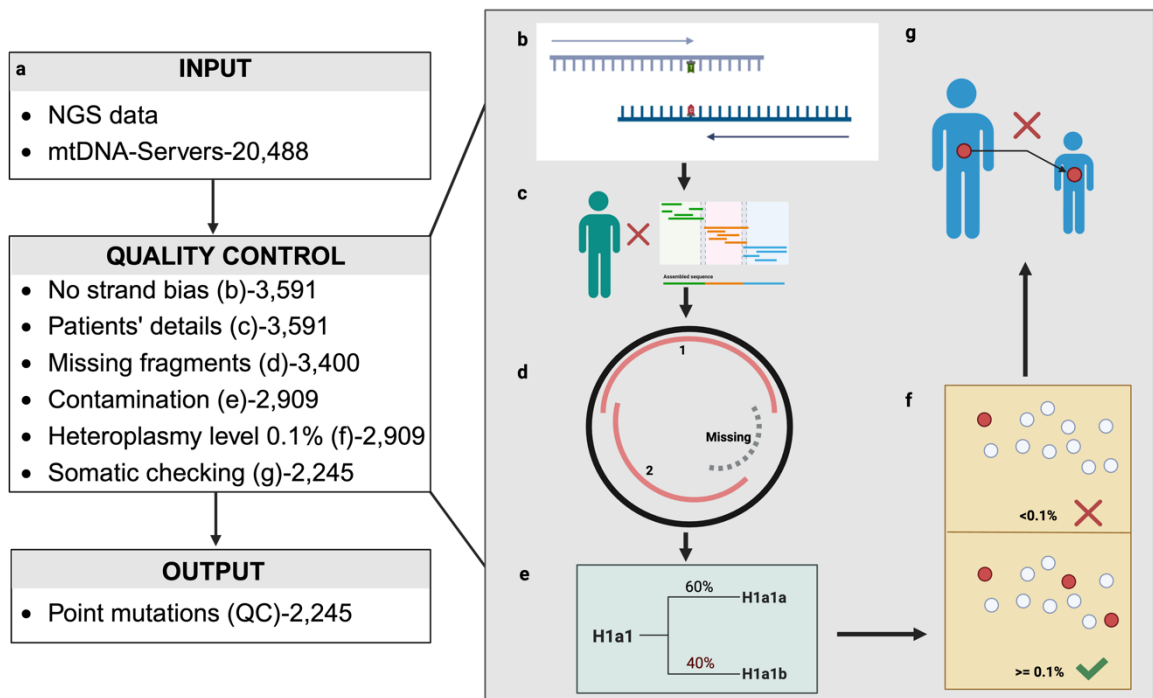 a
INPUT
• NGS data
• mtDNA-Servers-20,488
QUALITY CONTROL
• No strand bias (b)-3,591
• Patients' details (c)-3,591
• Missing fragments (d)-3,400
• Contamination (e)-2,909
• Heteroplasmy level 0.1% (f)-2,909
• Somatic checking (g)-2,245
OUTPUT
• Point mutations (QC)-2,245
b
c
Assembled sequence
d
1
Missing
2
e
60%
H1a1a
H1a1
40%
H1a1b
f
<0.1%
>= 0.1%
g